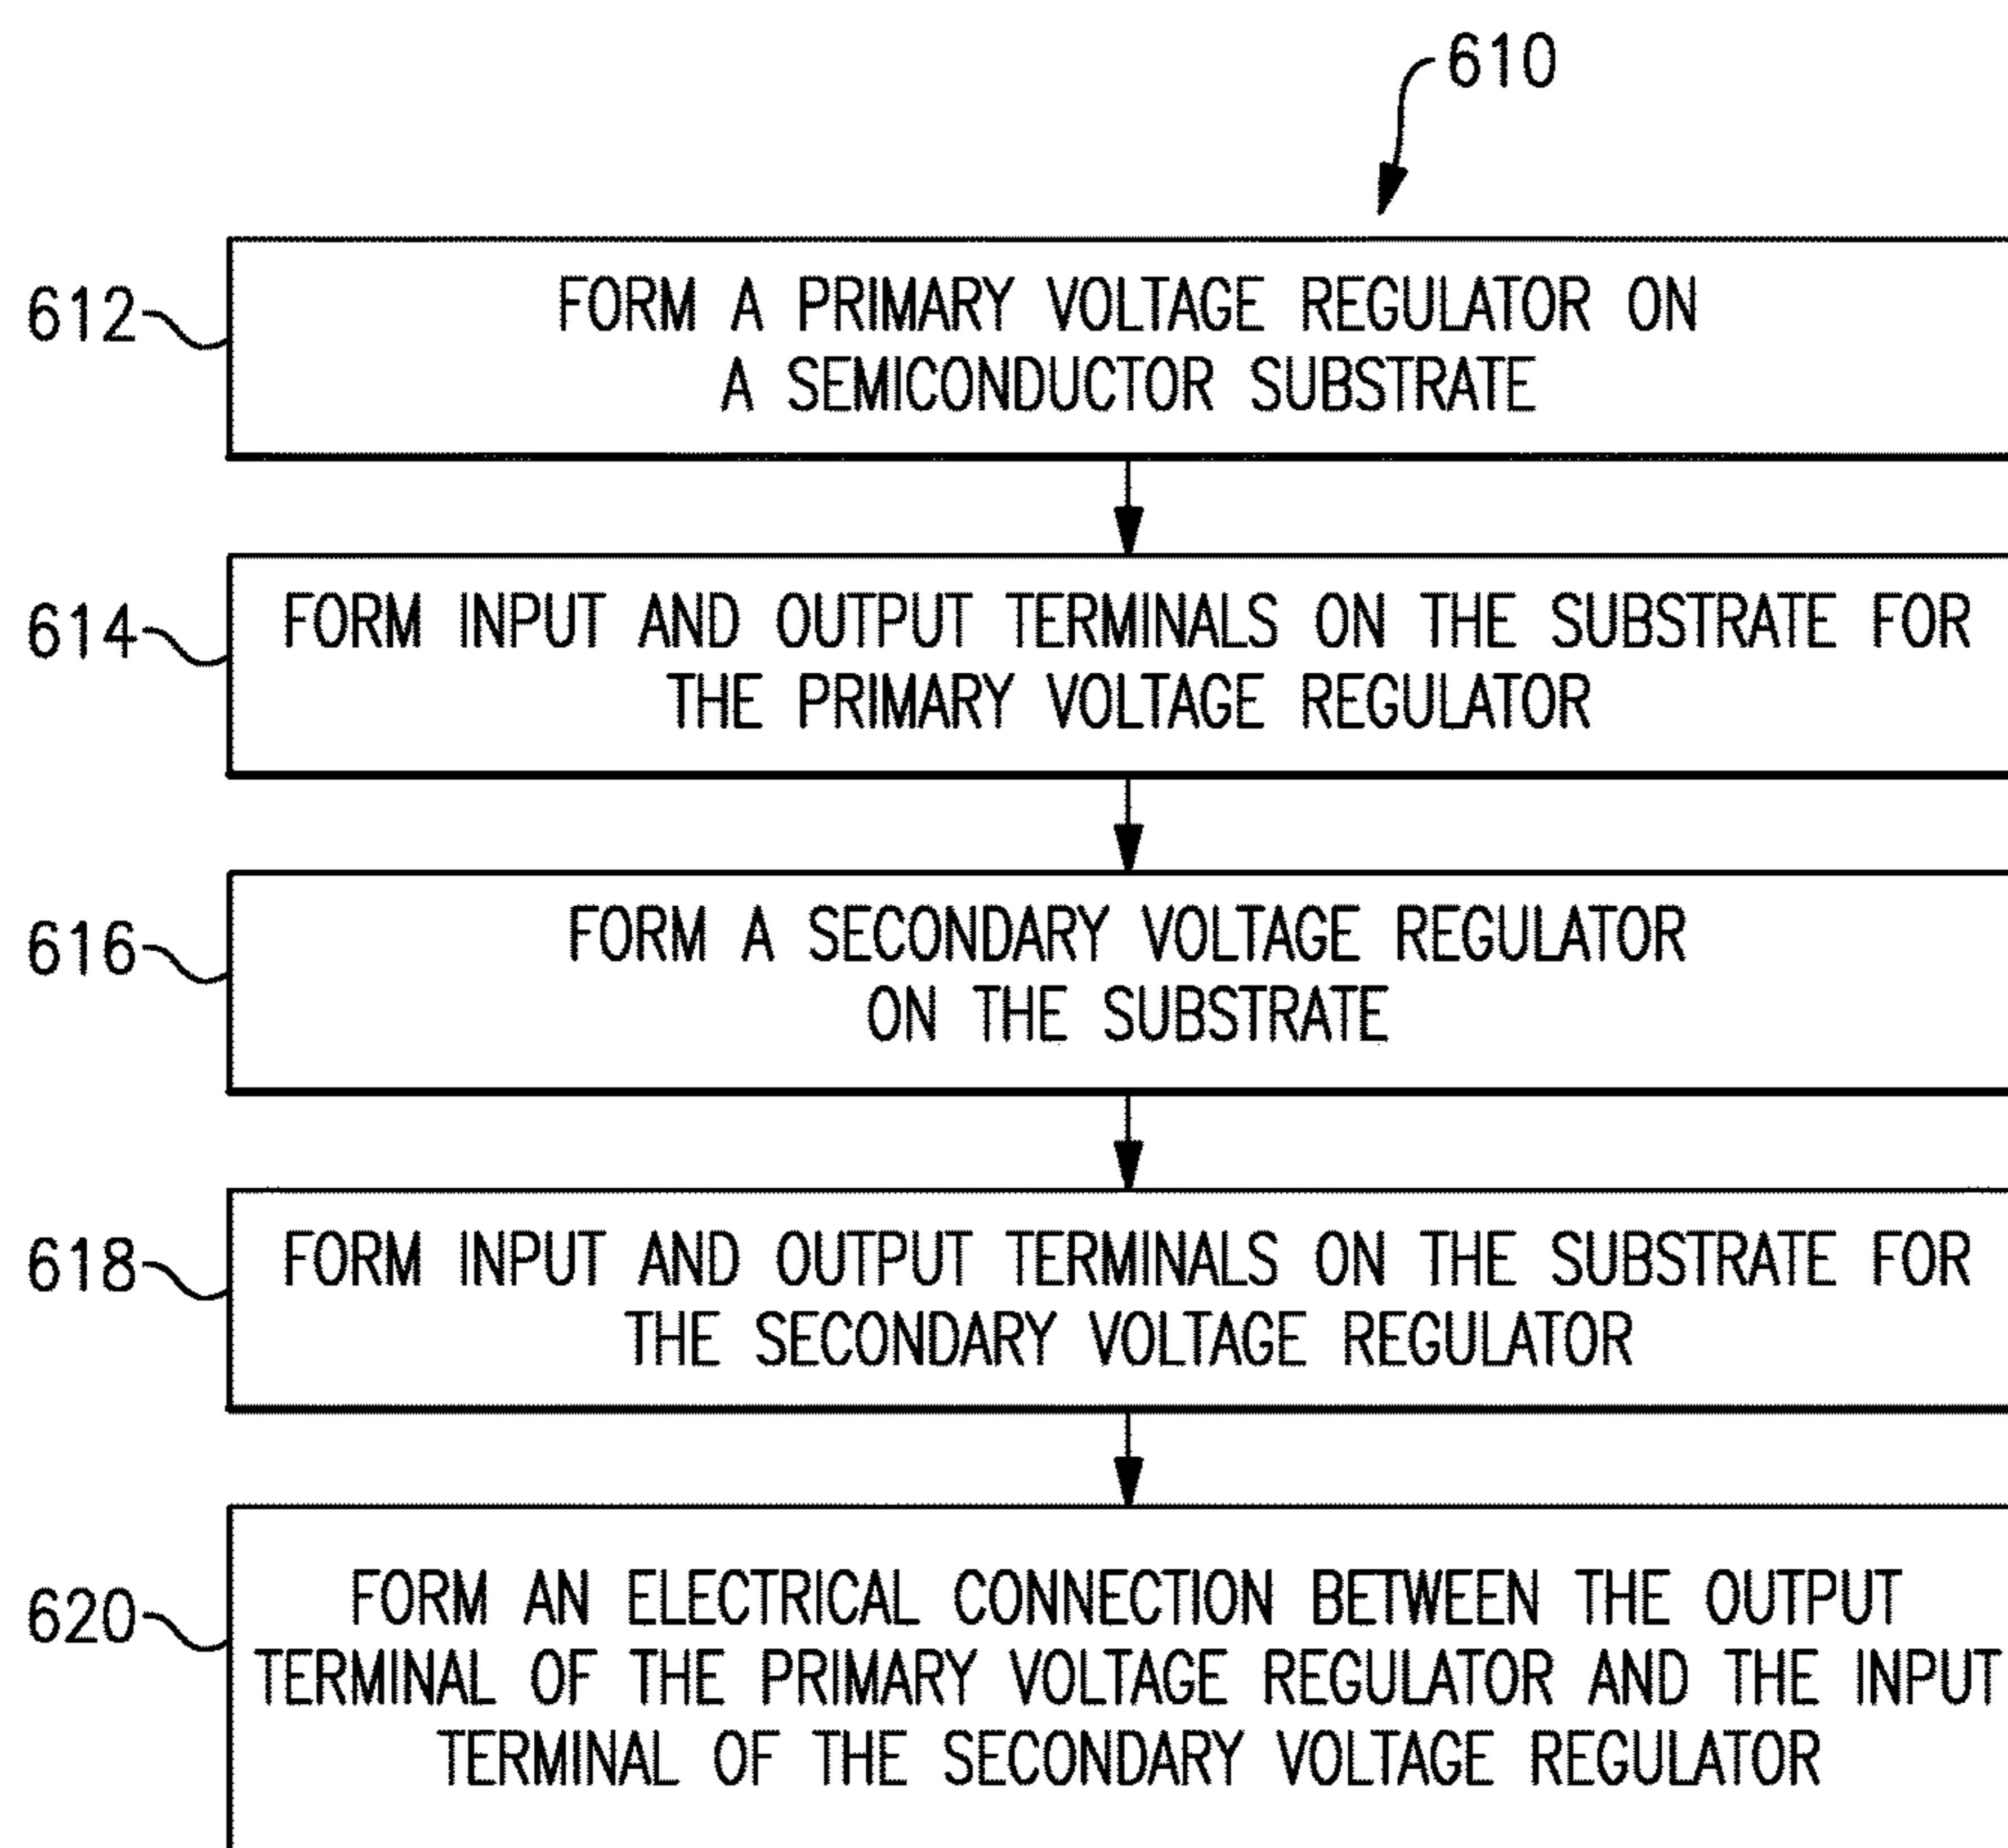 610
612
FORM A PRIMARY VOLTAGE REGULATOR ON
A SEMICONDUCTOR SUBSTRATE
614
FORM INPUT AND OUTPUT TERMINALS ON THE SUBSTRATE FOR
THE PRIMARY VOLTAGE REGULATOR
616
FORM A SECONDARY VOLTAGE REGULATOR
ON THE SUBSTRATE
618
FORM INPUT AND OUTPUT TERMINALS ON THE SUBSTRATE FOR
THE SECONDARY VOLTAGE REGULATOR
620
FORM AN ELECTRICAL CONNECTION BETWEEN THE OUTPUT
TERMINAL OF THE PRIMARY VOLTAGE REGULATOR AND THE INPUT
TERMINAL OF THE SECONDARY VOLTAGE REGULATOR